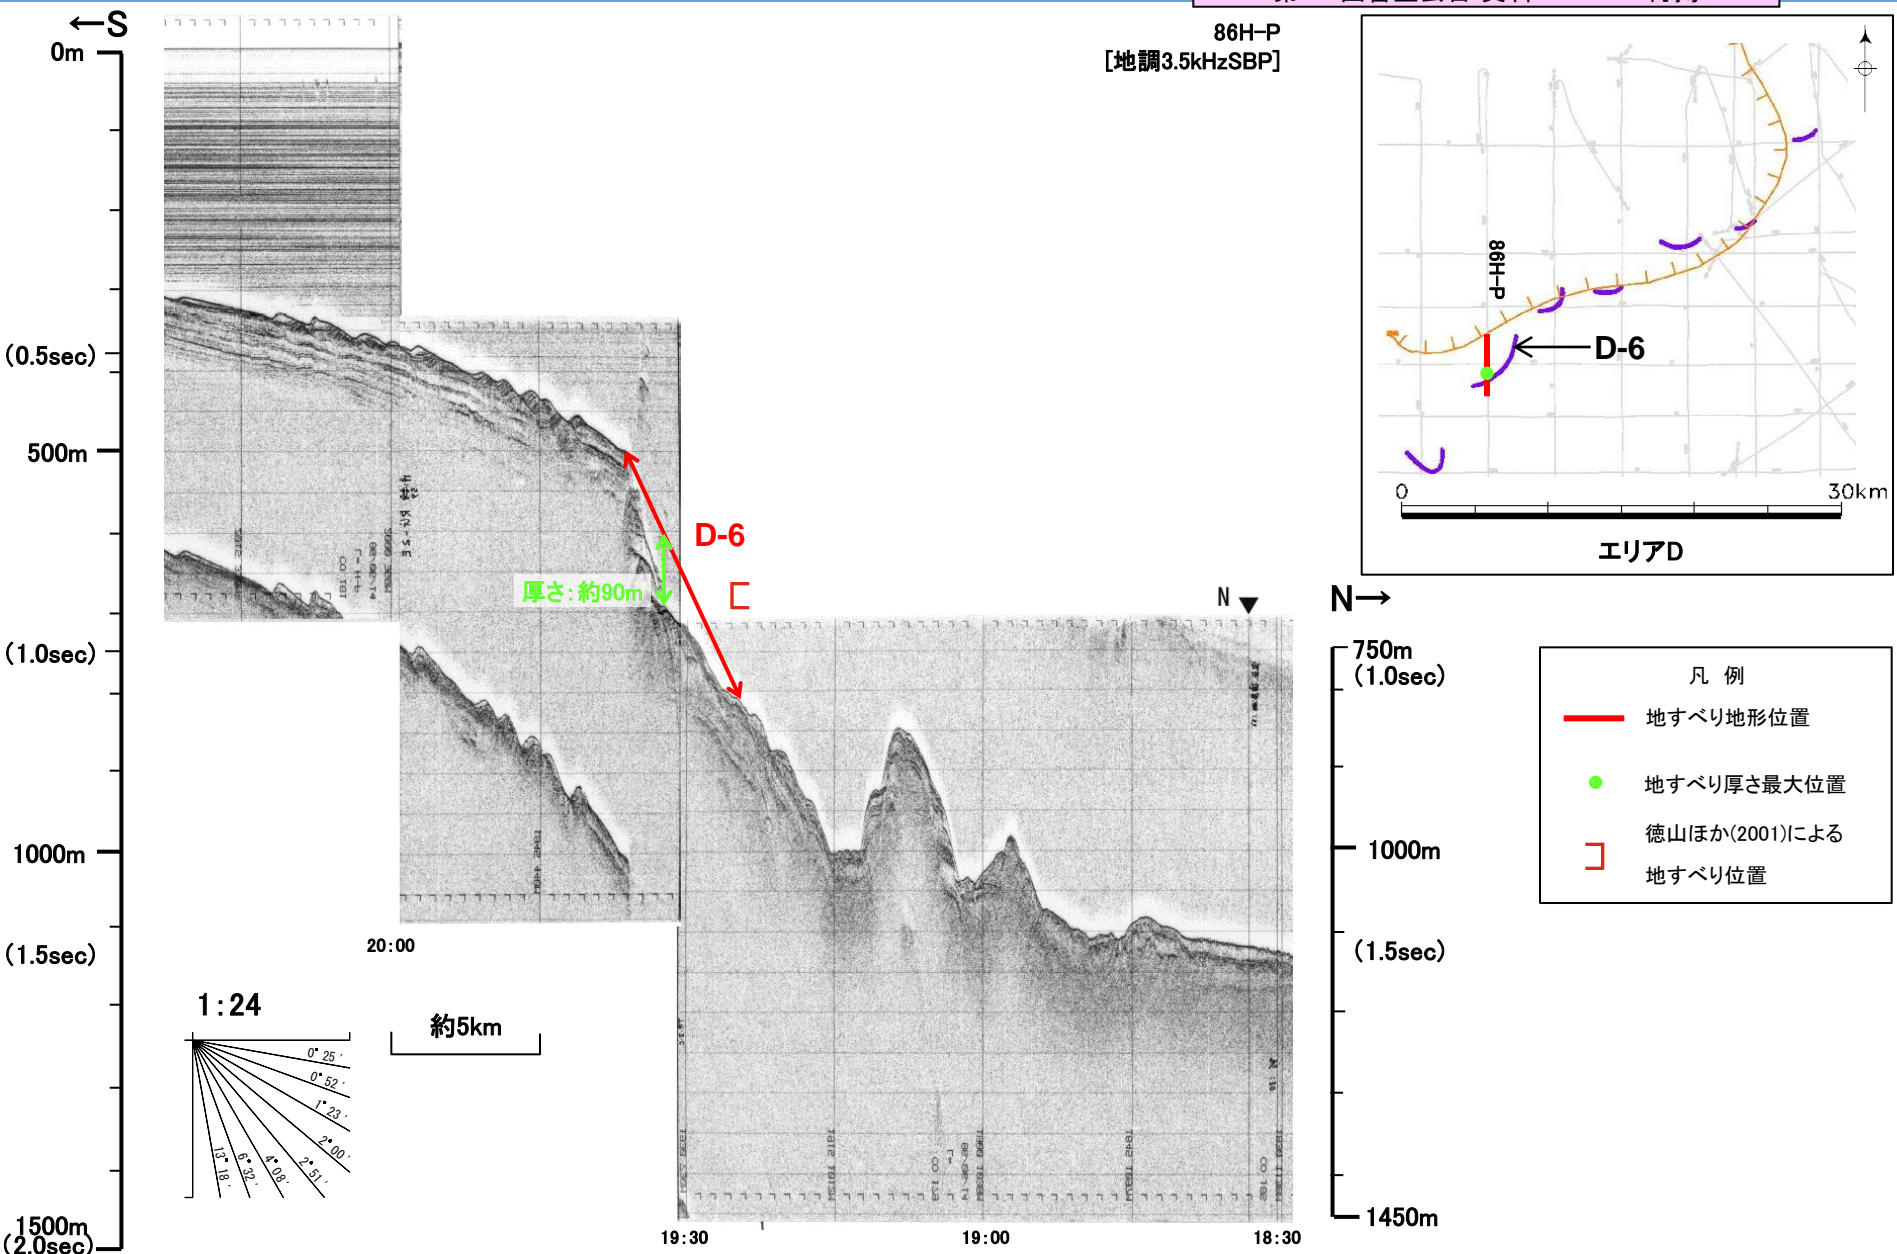 ←S
86H-P
[地調3.5kHzSBP]
0m
(0.5sec)
500m
(1.0sec)
1000m
(1.5sec)
1500m
(2.0sec)
D-6
厚さ：約90m
N
N→
750m
(1.0sec)
1000m
(1.5sec)
1450m
20:00
19:30
19:00
18:30
1:24
約5km
0°25′
0°52′
1°23′
2°00′
2°51′
4°08′
6°32′
13°18′
86H-P
D-6
0
30km
エリアD
凡 例
地すべり地形位置
地すべり厚さ最大位置
徳山ほか(2001)による
地すべり位置